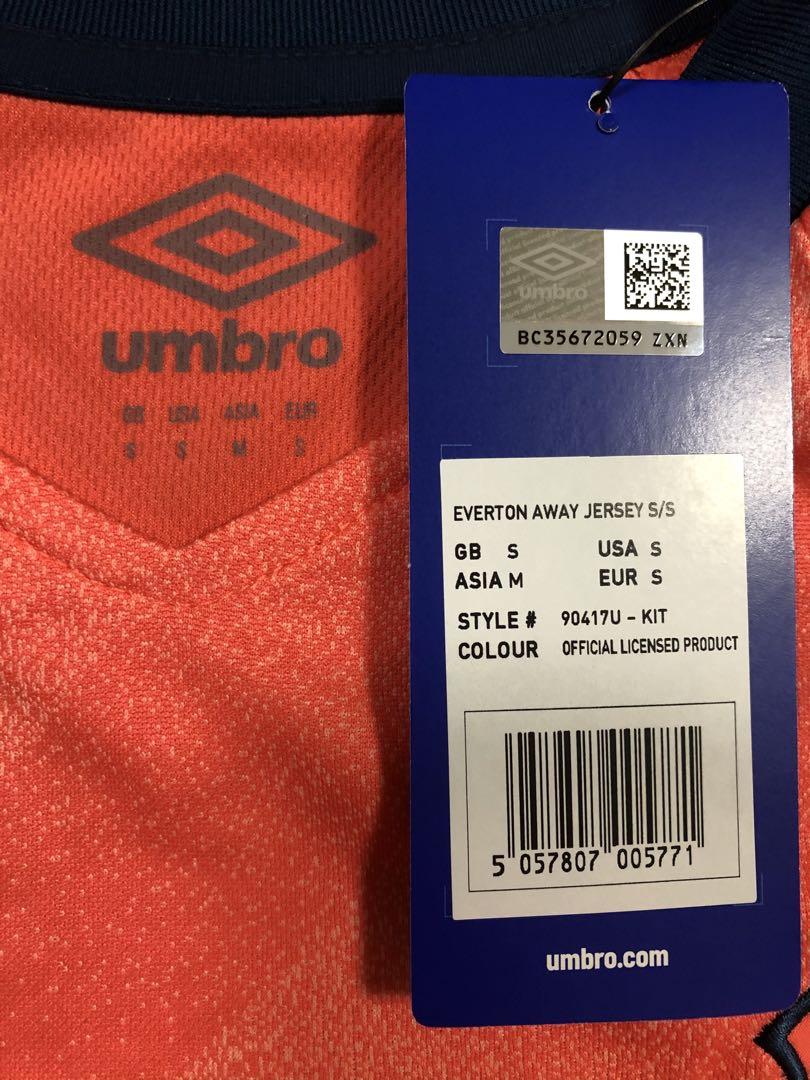 umbro
GB USA ASIA EUR
S S M S
umbro
BC35672059 ZXN
EVERTON AWAY JERSEY S/S
GB S USA S
ASIA M EUR S
STYLE # 90417U - KIT
COLOUR OFFICIAL LICENSED PRODUCT
5 057807 005771
umbro.com